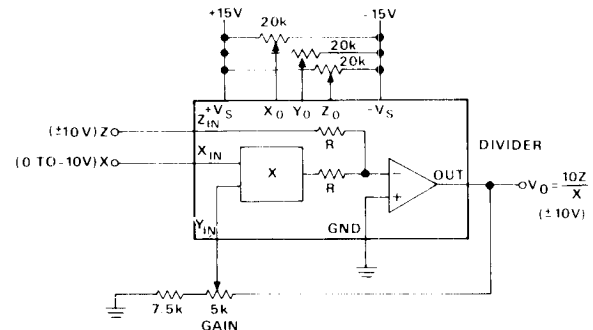 +15V
-15V
20k
20k
20k
+VS X0 Y0 Z0 -VS
ZIN
(±10V)Z
R
XIN
(0 TO-10V)X
X
R
-
+
OUT
DIVIDER
V0=10Z/X
(±10V)
YIN
GND
7.5k
5k
GAIN